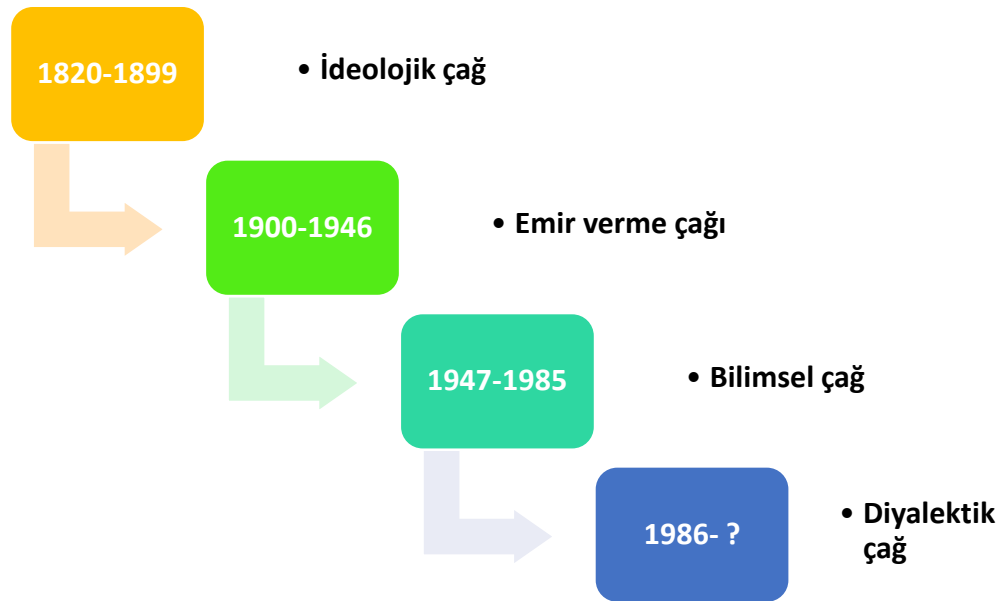 1820-1899
• İdeolojik çağ
1900-1946
• Emir verme çağı
1947-1985
• Bilimsel çağ
1986- ?
• Diyalektik
çağ